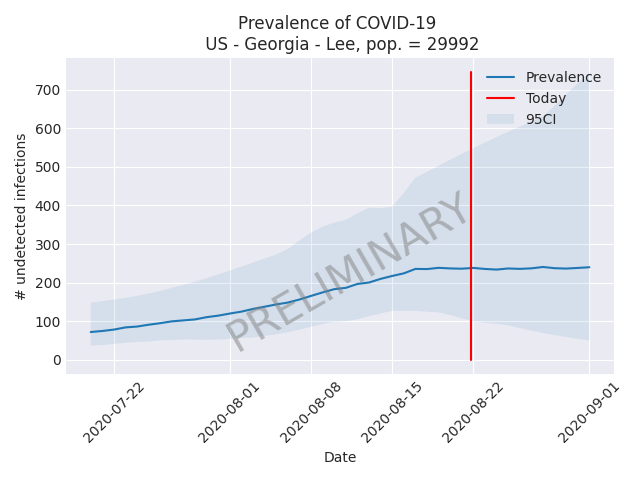 Prevalence of COVID-19
US - Georgia - Lee, pop. = 29992
# undetected infections
700
600
500
400
300
200
100
0
Prevalence
Today
95CI
PRELIMINARY
2020-07-22
2020-08-01
2020-08-08
2020-08-15
2020-08-22
2020-09-01
Date